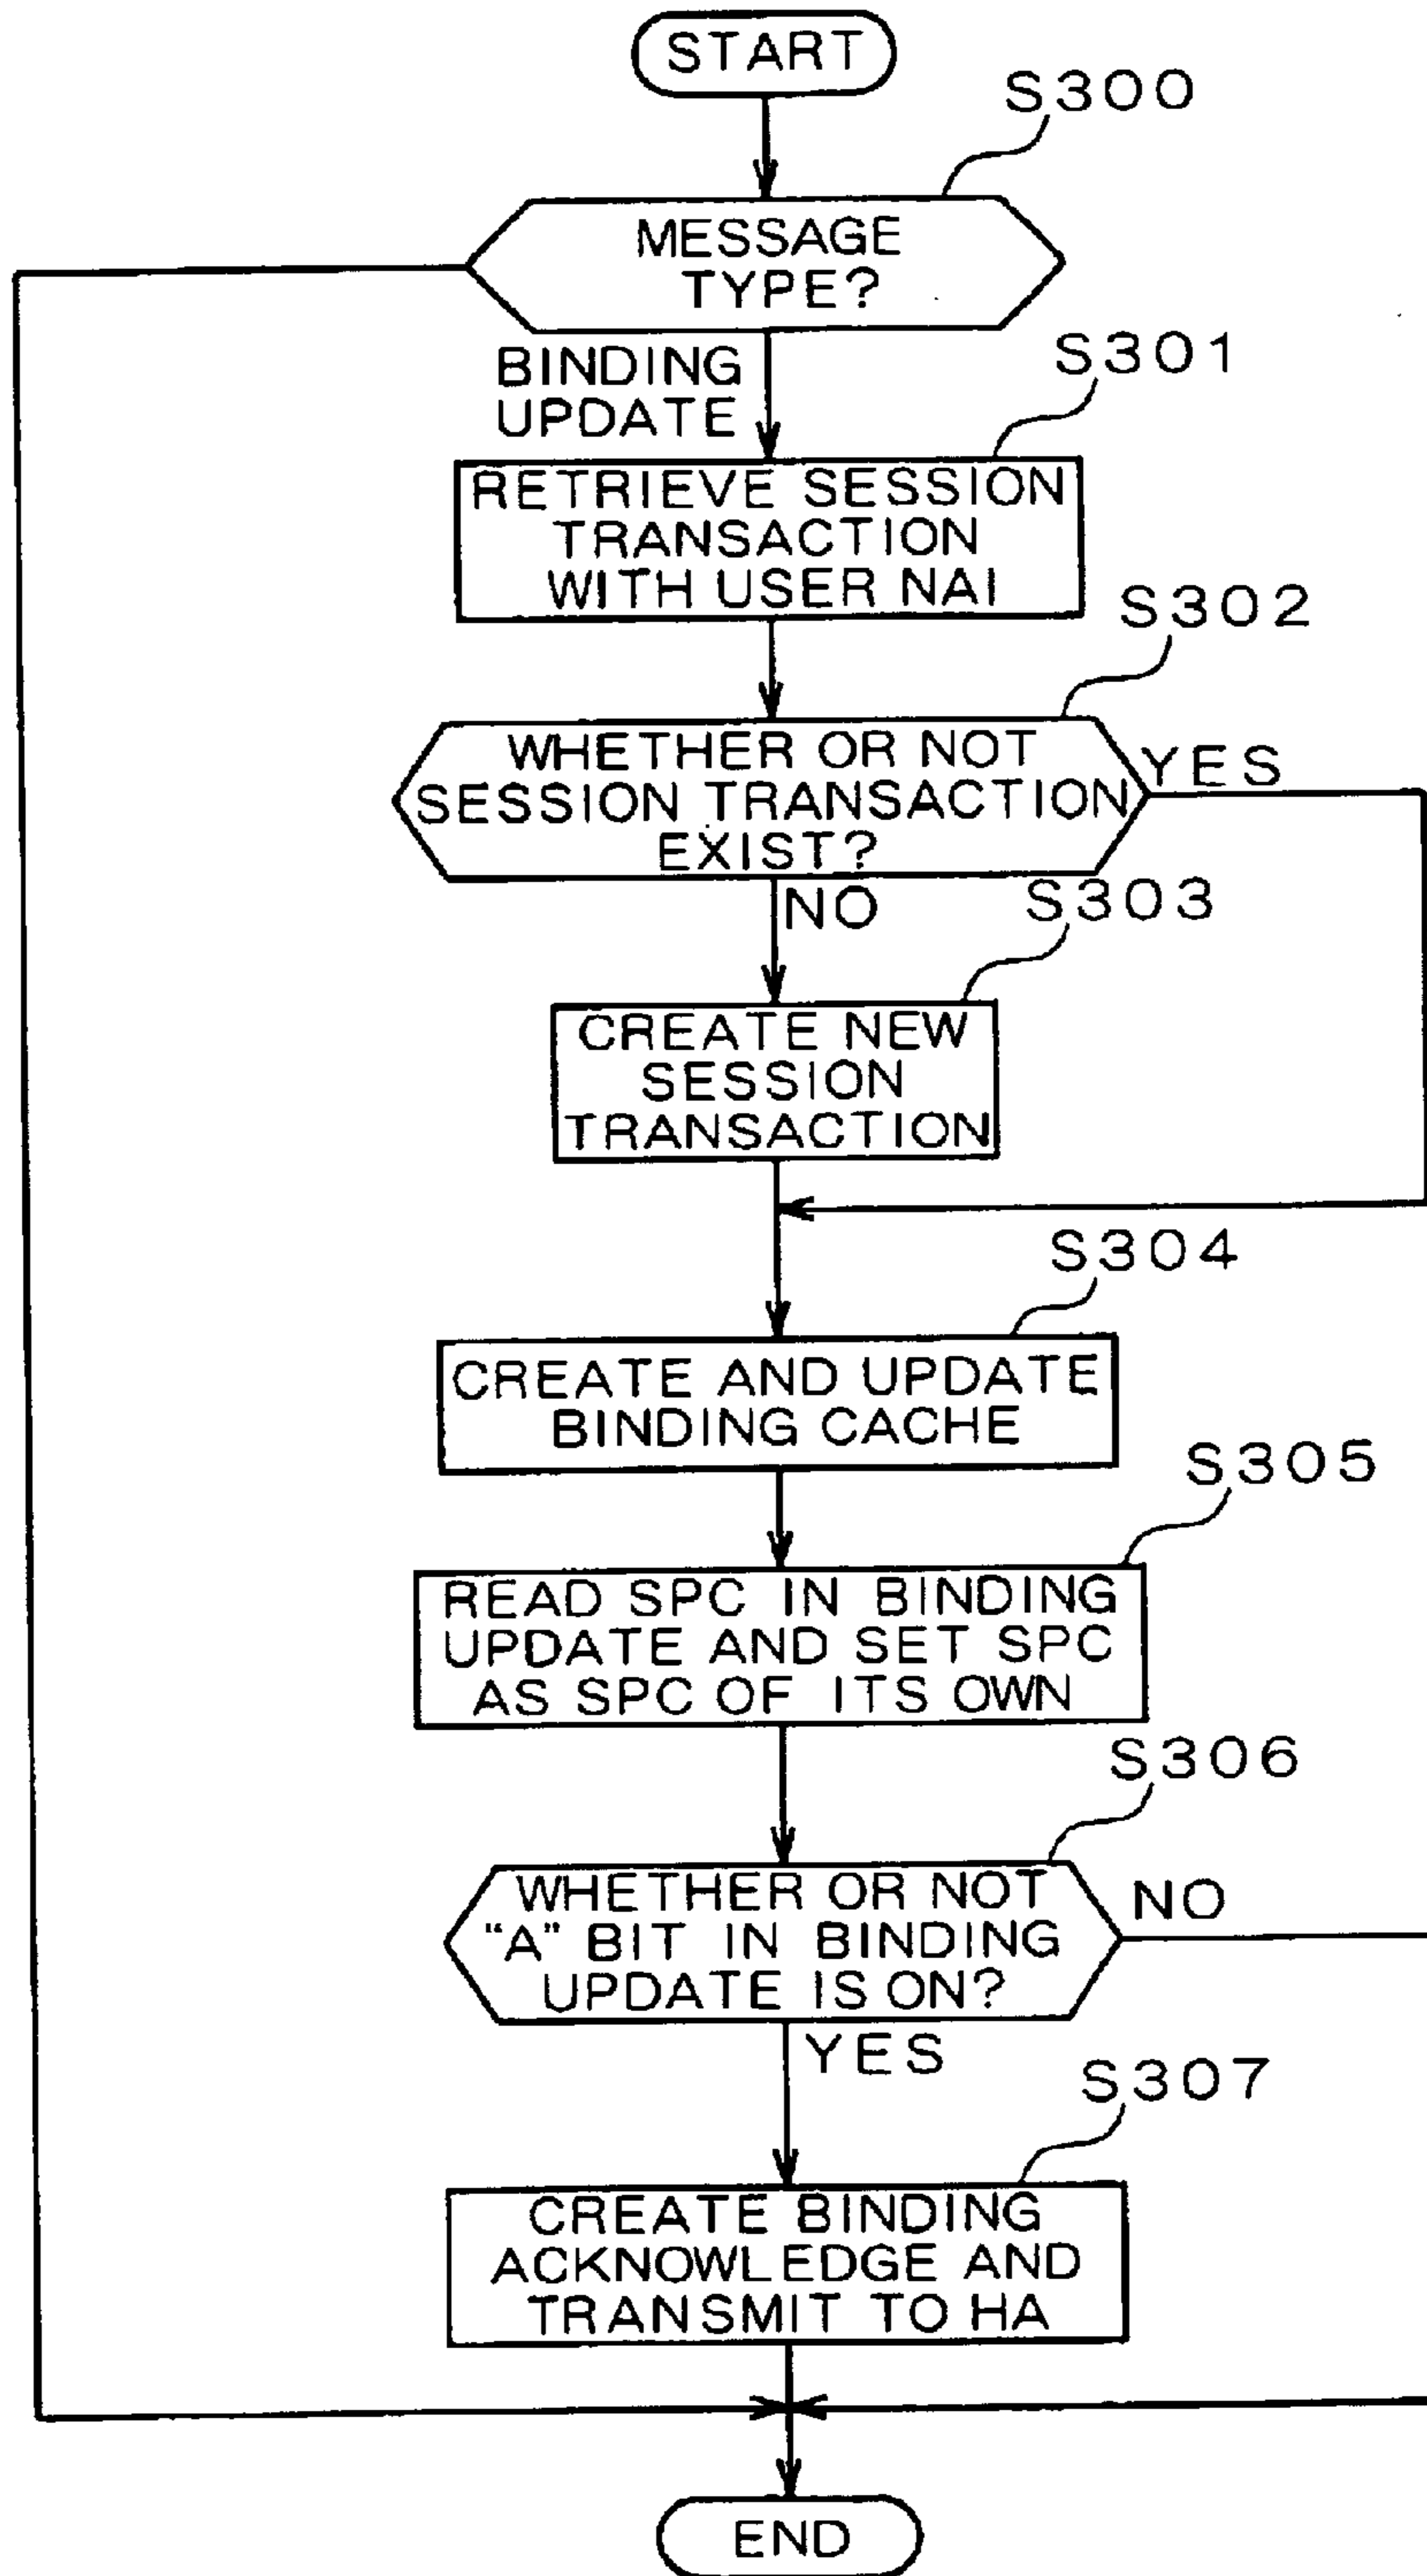 START
S300
MESSAGE
TYPE?
BINDING
UPDATE
S301
RETRIEVE SESSION
TRANSACTION
WITH USER NAI
S302
WHETHER OR NOT
SESSION TRANSACTION
EXIST?
YES
NO
S303
CREATE NEW
SESSION
TRANSACTION
S304
CREATE AND UPDATE
BINDING CACHE
S305
READ SPC IN BINDING
UPDATE AND SET SPC
AS SPC OF ITS OWN
S306
WHETHER OR NOT
“A” BIT IN BINDING
UPDATE IS ON?
NO
YES
S307
CREATE BINDING
ACKNOWLEDGE AND
TRANSMIT TO HA
END